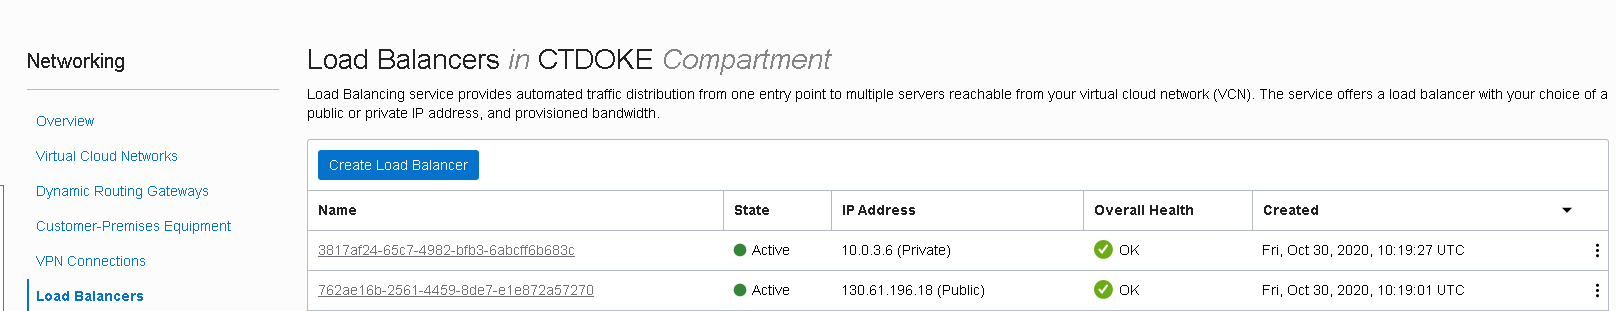 Networking
Overview
Virtual Cloud Networks
Dynamic Routing Gateways
Customer-Premises Equipment
VPN Connections
Load Balancers
Load Balancers in CTDOKE Compartment
Load Balancing service provides automated traffic distribution from one entry point to multiple servers reachable from your virtual cloud network (VCN). The service offers a load balancer with your choice of a
public or private IP address, and provisioned bandwidth.
Create Load Balancer
Name State IP Address Overall Health Created
3817af24-65c7-4982-bfb3-6abcff6b683c Active 10.0.3.6 (Private) OK Fri, Oct 30, 2020, 10:19:27 UTC
762ae16b-2561-4459-8de7-e1e872a57270 Active 130.61.196.18 (Public) OK Fri, Oct 30, 2020, 10:19:01 UTC